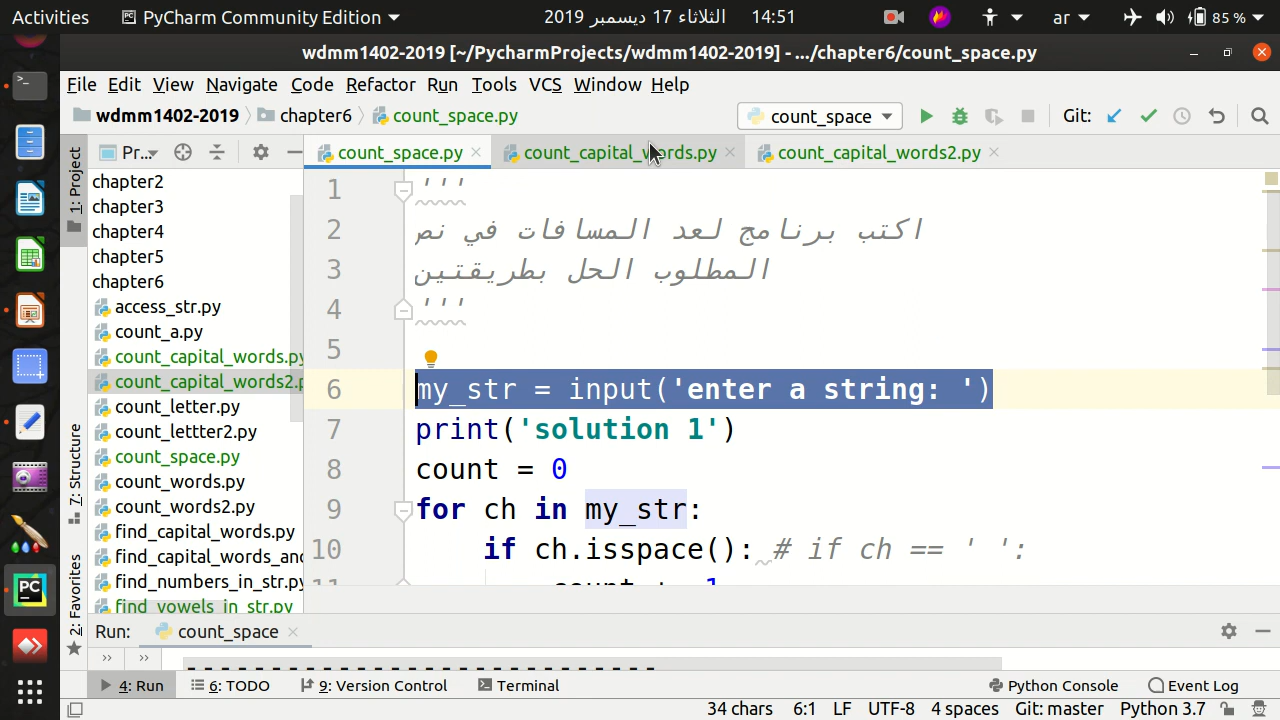 Activities PyCharm Community Edition الثلاثاء 17 ديسمبر 2019 14:51 ar 85 %
wdmm1402-2019 [~/PycharmProjects/wdmm1402-2019] - .../chapter6/count_space.py
File Edit View Navigate Code Refactor Run Tools VCS Window Help
wdmm1402-2019 chapter6 count_space.py count_space Git:
1: Project
Pr... count_space.py count_capital_words.py count_capital_words2.py
chapter2
chapter3
chapter4
chapter5
chapter6
access_str.py
count_a.py
count_capital_words.py
count_capital_words2.p
count_letter.py
count_lettter2.py
count_space.py
count_words.py
count_words2.py
find_capital_words.py
find_capital_words_and
find_numbers_in_str.py
find_vowels_in_str.py
7: Structure
2: Favorites
1 '''
2 اكتب برنامج لعد المسافات في نص
3 المطلوب الحل بطريقتين
4 '''
5
6 my_str = input('enter a string: ')
7 print('solution 1')
8 count = 0
9 for ch in my_str:
10 if ch.isspace(): # if ch == ' ':
11 count += 1
Run: count_space
----------------------------
4: Run 6: TODO 9: Version Control Terminal Python Console Event Log
34 chars 6:1 LF UTF-8 4 spaces Git: master Python 3.7